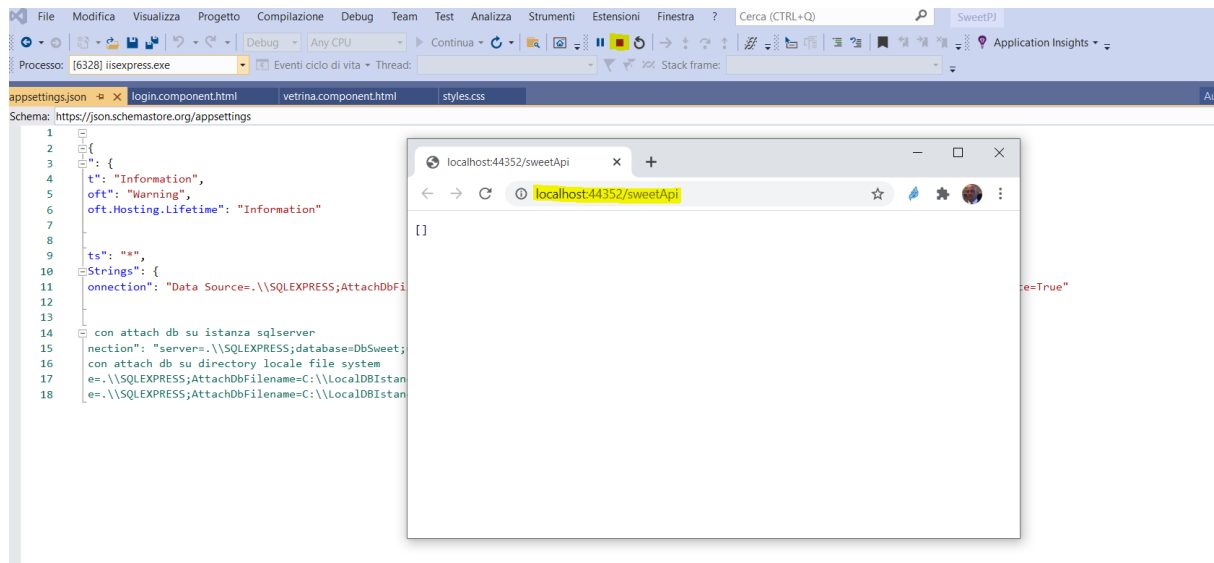 File Modifica Visualizza Progetto Compilazione Debug Team Test Analizza Strumenti Estensioni Finestra ? Cerca (CTRL+Q) SweetPJ
Debug Any CPU Continua Application Insights
Processo: [6328] iisexpress.exe Eventi ciclo di vita Thread: Stack frame:
appsettings.json login.component.html vetrina.component.html styles.css Au
Schema: https://json.schemastore.org/appsettings
1
2 {
3 ": {
4 t": "Information",
5 oft": "Warning",
6 oft.Hosting.Lifetime": "Information"
7
8
9 ts": "*",
10 Strings": {
11 onnection": "Data Source=.\\SQLEXPRESS;AttachDbFi e=True"
12
13
14 con attach db su istanza sqlserver
15 nection": "server=.\\SQLEXPRESS;database=DbSweet;
16 con attach db su directory locale file system
17 e=.\\SQLEXPRESS;AttachDbFilename=C:\\LocalDBIstan
18 e=.\\SQLEXPRESS;AttachDbFilename=C:\\LocalDBIstan
localhost:44352/sweetApi
localhost:44352/sweetApi
[]